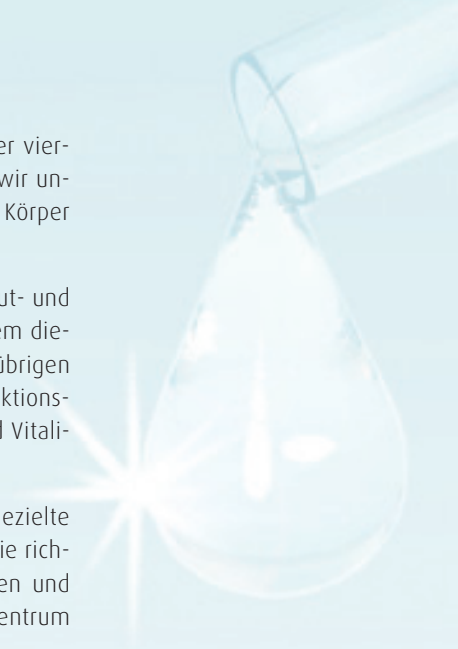 er vier-
wir un-
Körper
ut- und
em die-
übrigen
ktions-
d Vitali-
ezielte
ie rich-
en und
entrum